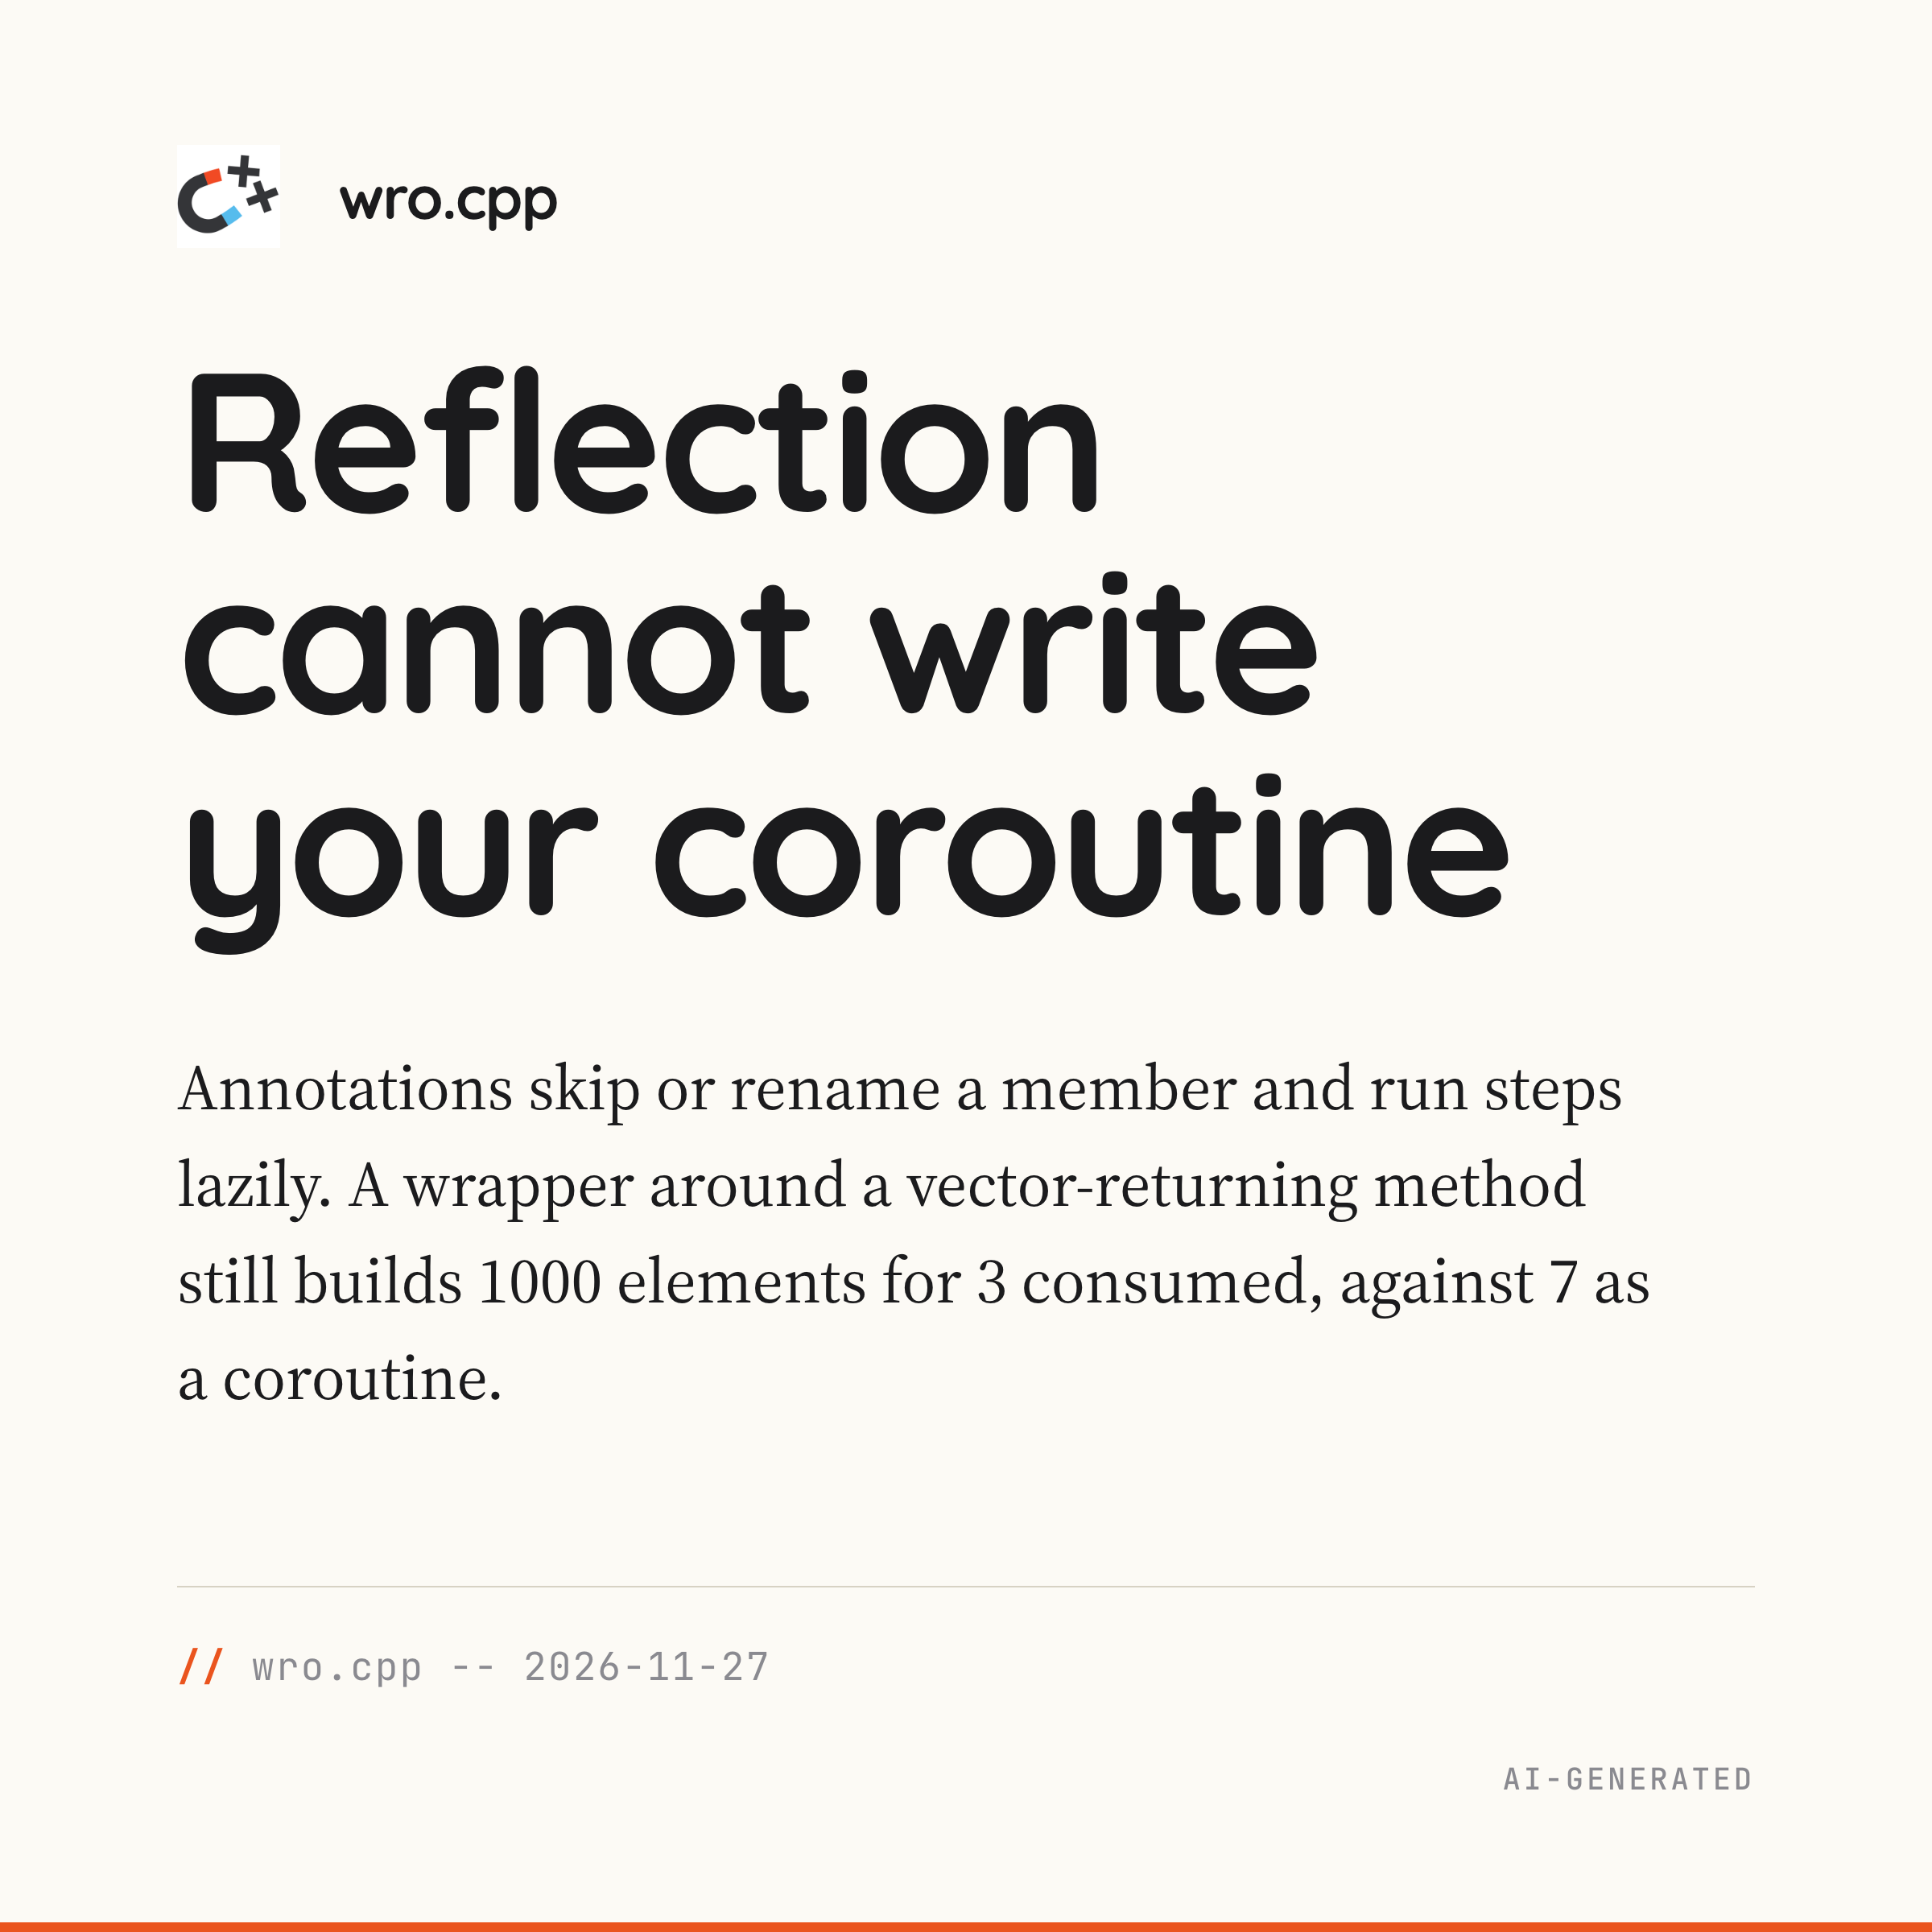 wro.cpp
Reflection
cannot write
your coroutine
Annotations skip or rename a member and run steps
lazily. A wrapper around a vector-returning method
still builds 1000 elements for 3 consumed, against 7 as
a coroutine.
// wro.cpp -- 2026-11-27
AI-GENERATED